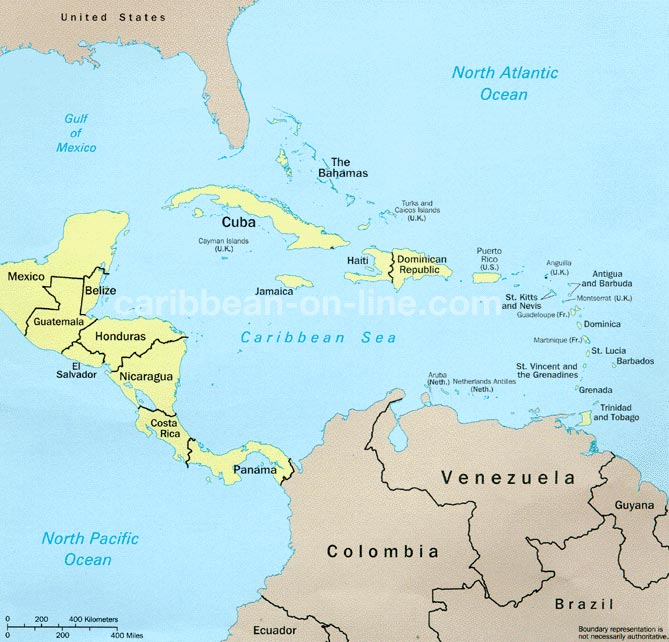 United States
North Atlantic
Ocean
Gulf
of
Mexico
The
Bahamas
Turks and
Caicos Islands
(U.K.)
Cuba
Cayman Islands
(U.K.)
Haiti
Dominican
Republic
Puerto
Rico
(U.S.)
Anguilla
(U.K.)
Antigua
and Barbuda
Mexico
Belize
Jamaica
St. Kitts
and Nevis
Montserrat (U.K.)
caribbean-on-line.com
Guadeloupe (Fr.)
Guatemala
Honduras
Caribbean Sea
Dominica
Martinique (Fr.)
St. Lucia
Barbados
El
Salvador
Nicaragua
St. Vincent and
the Grenadines
Aruba
(Neth.)
Netherlands Antilles
(Neth.)
Grenada
Costa
Rica
Trinidad
and Tobago
Panama
Venezuela
Guyana
North Pacific
Ocean
Colombia
Brazil
Ecuador
0 200 400 Kilometers
0 200 400 Miles
Boundary representation is
not necessarily authoritative.